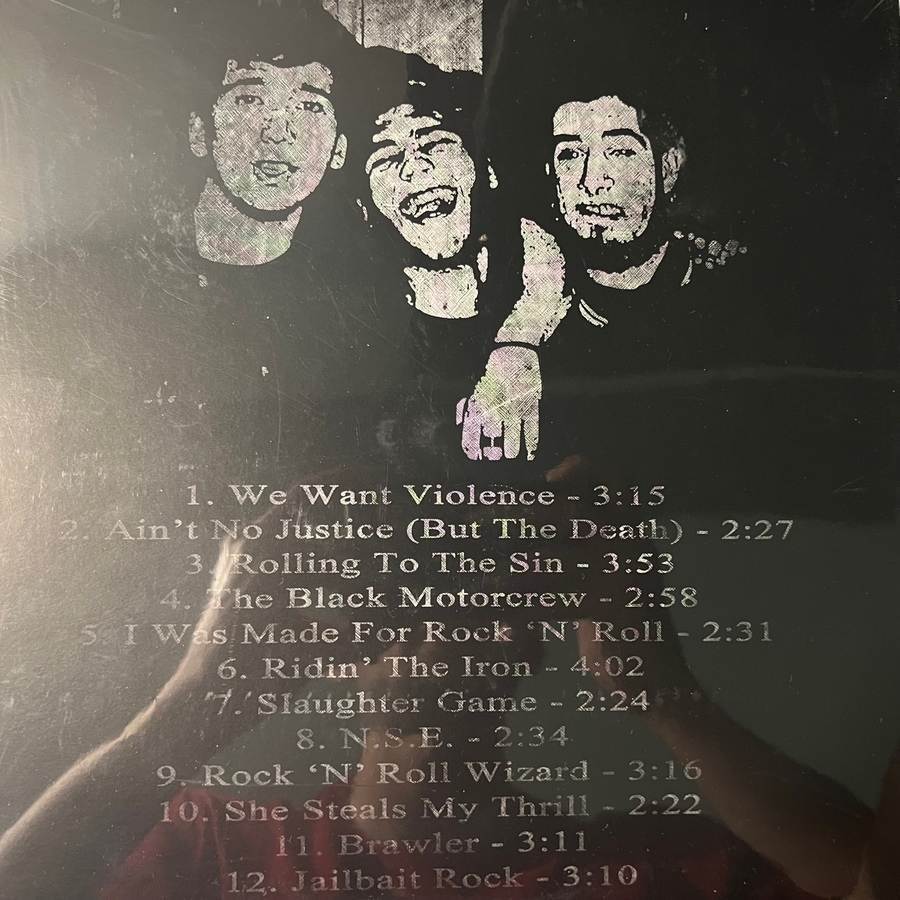 1. We Want Violence - 3:15
2. Ain't No Justice (But The Death) - 2:27
3. Rolling To The Sin - 3:53
4. The Black Motorcrew - 2:58
5. I Was Made For Rock ‘N’ Roll - 2:31
6. Ridin’ The Iron - 4:02
7. Slaughter Game - 2:24
8. N.S.E. - 2:34
9. Rock ‘N’ Roll Wizard - 3:16
10. She Steals My Thrill - 2:22
11. Brawler - 3:11
12. Jailbait Rock - 3:10